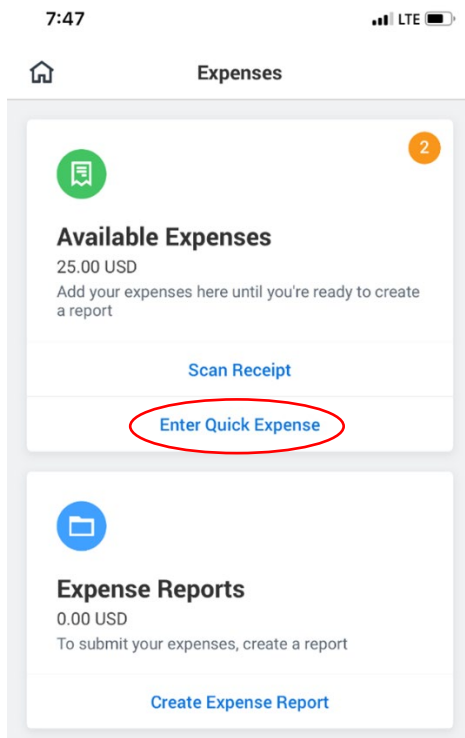 7:47 LTE
Expenses
2
Available Expenses
25.00 USD
Add your expenses here until you're ready to create
a report
Scan Receipt
Enter Quick Expense
Expense Reports
0.00 USD
To submit your expenses, create a report
Create Expense Report